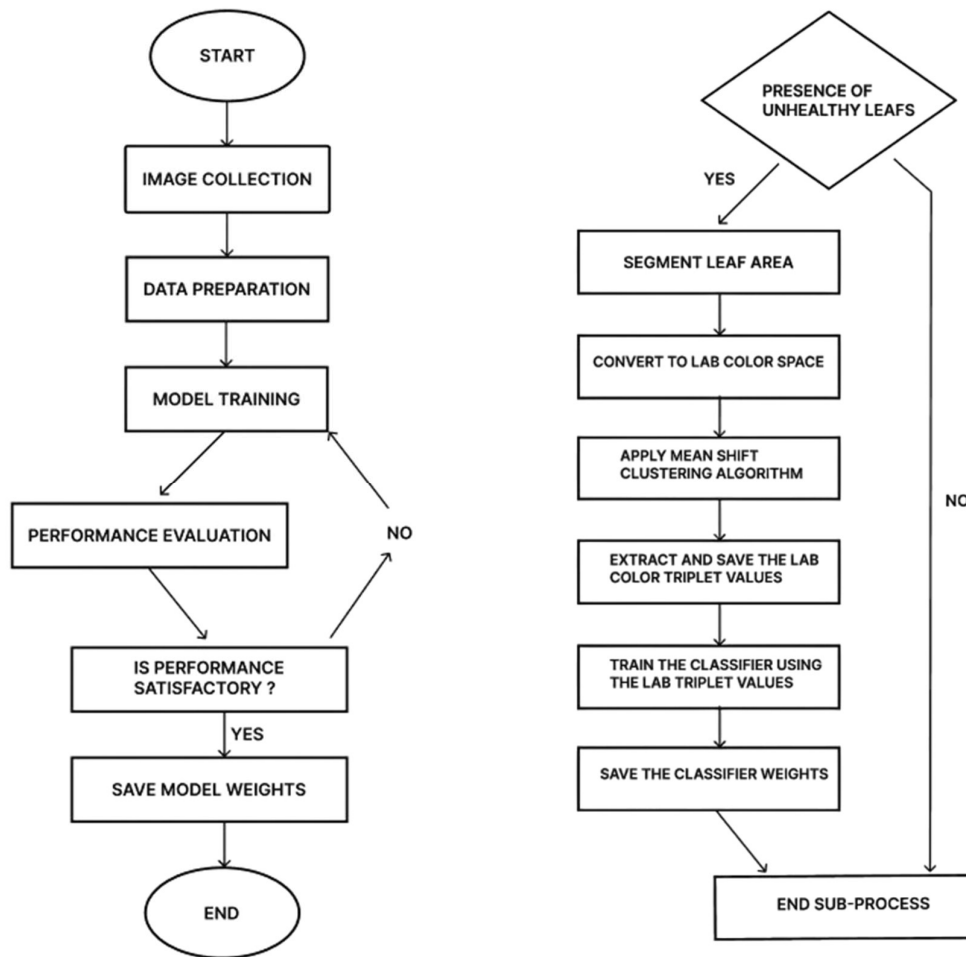 START
IMAGE COLLECTION
DATA PREPARATION
MODEL TRAINING
PERFORMANCE EVALUATION
NO
IS PERFORMANCE
SATISFACTORY ?
YES
SAVE MODEL WEIGHTS
END
PRESENCE OF
UNHEALTHY LEAFS
YES
SEGMENT LEAF AREA
CONVERT TO LAB COLOR SPACE
APPLY MEAN SHIFT
CLUSTERING ALGORITHM
NO
EXTRACT AND SAVE THE LAB
COLOR TRIPLET VALUES
TRAIN THE CLASSIFIER USING
THE LAB TRIPLET VALUES
SAVE THE CLASSIFIER WEIGHTS
END SUB-PROCESS